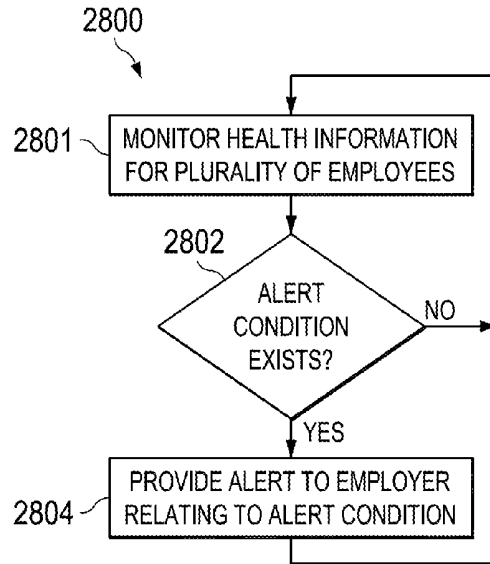 2800
2801
MONITOR HEALTH INFORMATION
FOR PLURALITY OF EMPLOYEES
2802
ALERT
CONDITION
EXISTS?
NO
YES
2804
PROVIDE ALERT TO EMPLOYER
RELATING TO ALERT CONDITION